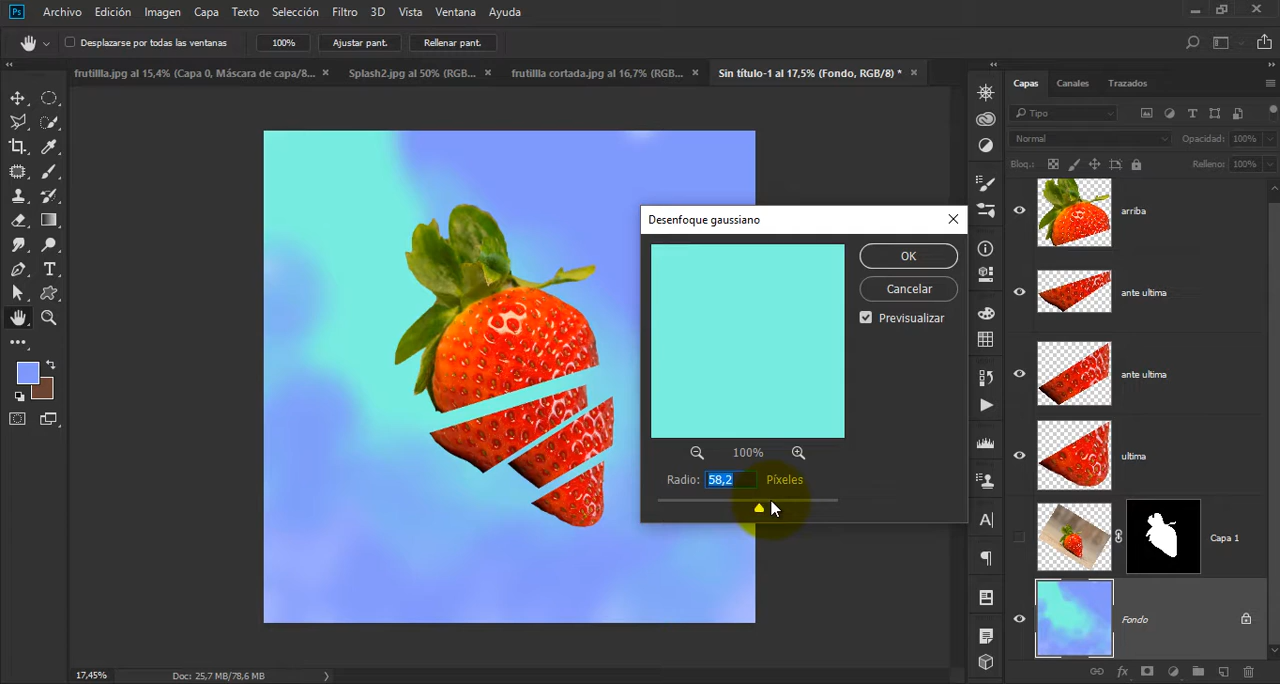 Ps Archivo Edición Imagen Capa Texto Selección Filtro 3D Vista Ventana Ayuda
Desplazarse por todas las ventanas 100% Ajustar pant. Rellenar pant.
frutillla.jpg al 15,4% (Capa 0, Máscara de capa/8... × Splash2.jpg al 50% (RGB... × frutillla cortada.jpg al 16,7% (RGB... × Sin título-1 al 17,5% (Fondo, RGB/8) * ×
Capas Canales Trazados
Tipo
Normal Opacidad: 100%
Bloq.: Relleno: 100%
arriba
ante ultima
ante ultima
ultima
Capa 1
Fondo
Desenfoque gaussiano
OK
Cancelar
Previsualizar
100%
Radio: 58,2 Píxeles
17,45% Doc: 25,7 MB/78,6 MB